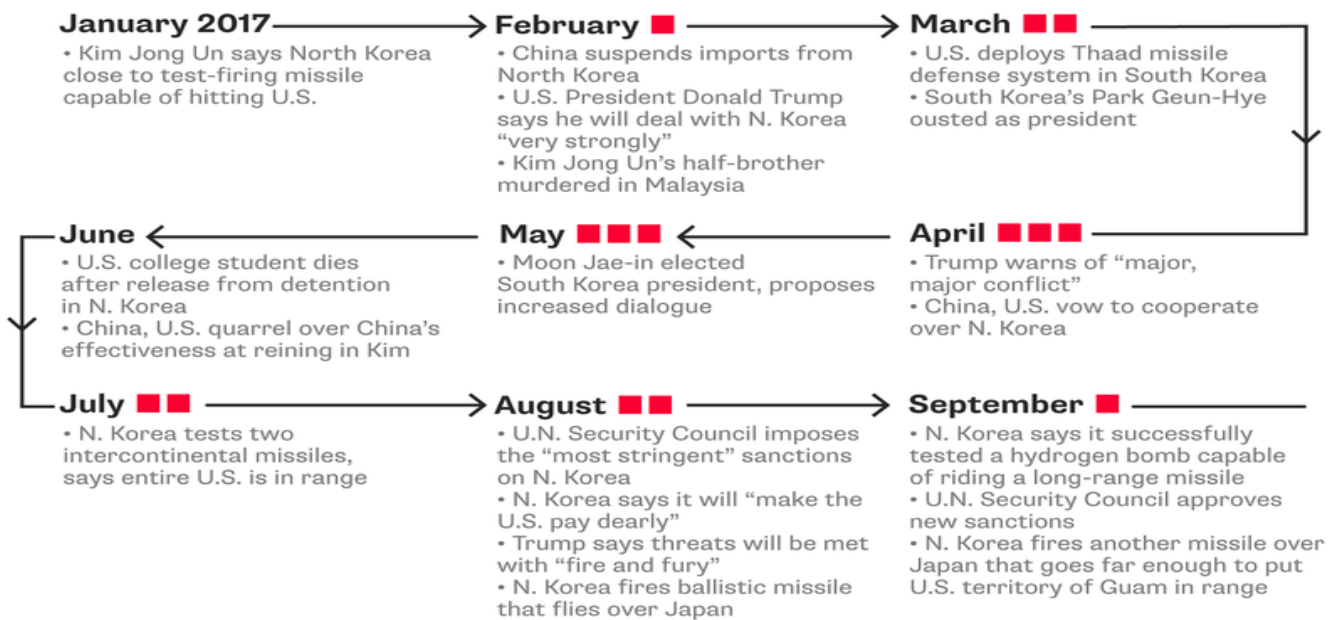 January 2017
• Kim Jong Un says North Korea
close to test-firing missile
capable of hitting U.S.
February
• China suspends imports from
North Korea
• U.S. President Donald Trump
says he will deal with N. Korea
“very strongly”
• Kim Jong Un’s half-brother
murdered in Malaysia
March
• U.S. deploys Thaad missile
defense system in South Korea
• South Korea’s Park Geun-Hye
ousted as president
April
• Trump warns of “major,
major conflict”
• China, U.S. vow to cooperate
over N. Korea
May
• Moon Jae-in elected
South Korea president, proposes
increased dialogue
June
• U.S. college student dies
after release from detention
in N. Korea
• China, U.S. quarrel over China’s
effectiveness at reining in Kim
July
• N. Korea tests two
intercontinental missiles,
says entire U.S. is in range
August
• U.N. Security Council imposes
the “most stringent” sanctions
on N. Korea
• N. Korea says it will “make the
U.S. pay dearly”
• Trump says threats will be met
with “fire and fury”
• N. Korea fires ballistic missile
that flies over Japan
September
• N. Korea says it successfully
tested a hydrogen bomb capable
of riding a long-range missile
• U.N. Security Council approves
new sanctions
• N. Korea fires another missile over
Japan that goes far enough to put
U.S. territory of Guam in range